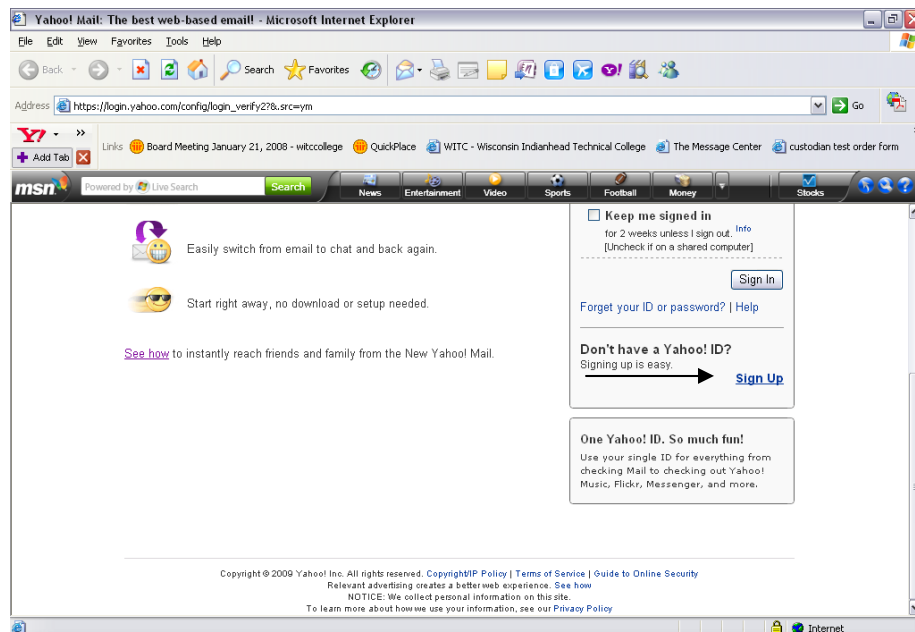 Yahoo! Mail: The best web-based email! - Microsoft Internet Explorer
File Edit View Favorites Tools Help
Back Search Favorites
Address https://login.yahoo.com/config/login_verify2?&.src=ym Go
Y! »
Add Tab Links Board Meeting January 21, 2008 - witccollege QuickPlace WITC - Wisconsin Indianhead Technical College The Message Center custodian test order form
msn Powered by Live Search Search News Entertainment Video Sports Football Money Stocks
Keep me signed in
for 2 weeks unless I sign out. Info
[Uncheck if on a shared computer]
Easily switch from email to chat and back again.
Sign In
Start right away, no download or setup needed.
Forget your ID or password? | Help
See how to instantly reach friends and family from the New Yahoo! Mail.
Don't have a Yahoo! ID?
Signing up is easy.
Sign Up
One Yahoo! ID. So much fun!
Use your single ID for everything from
checking Mail to checking out Yahoo!
Music, Flickr, Messenger, and more.
Copyright © 2009 Yahoo! Inc. All rights reserved. Copyright/IP Policy | Terms of Service | Guide to Online Security
Relevant advertising creates a better web experience. See how
NOTICE: We collect personal information on this site.
To learn more about how we use your information, see our Privacy Policy
Internet